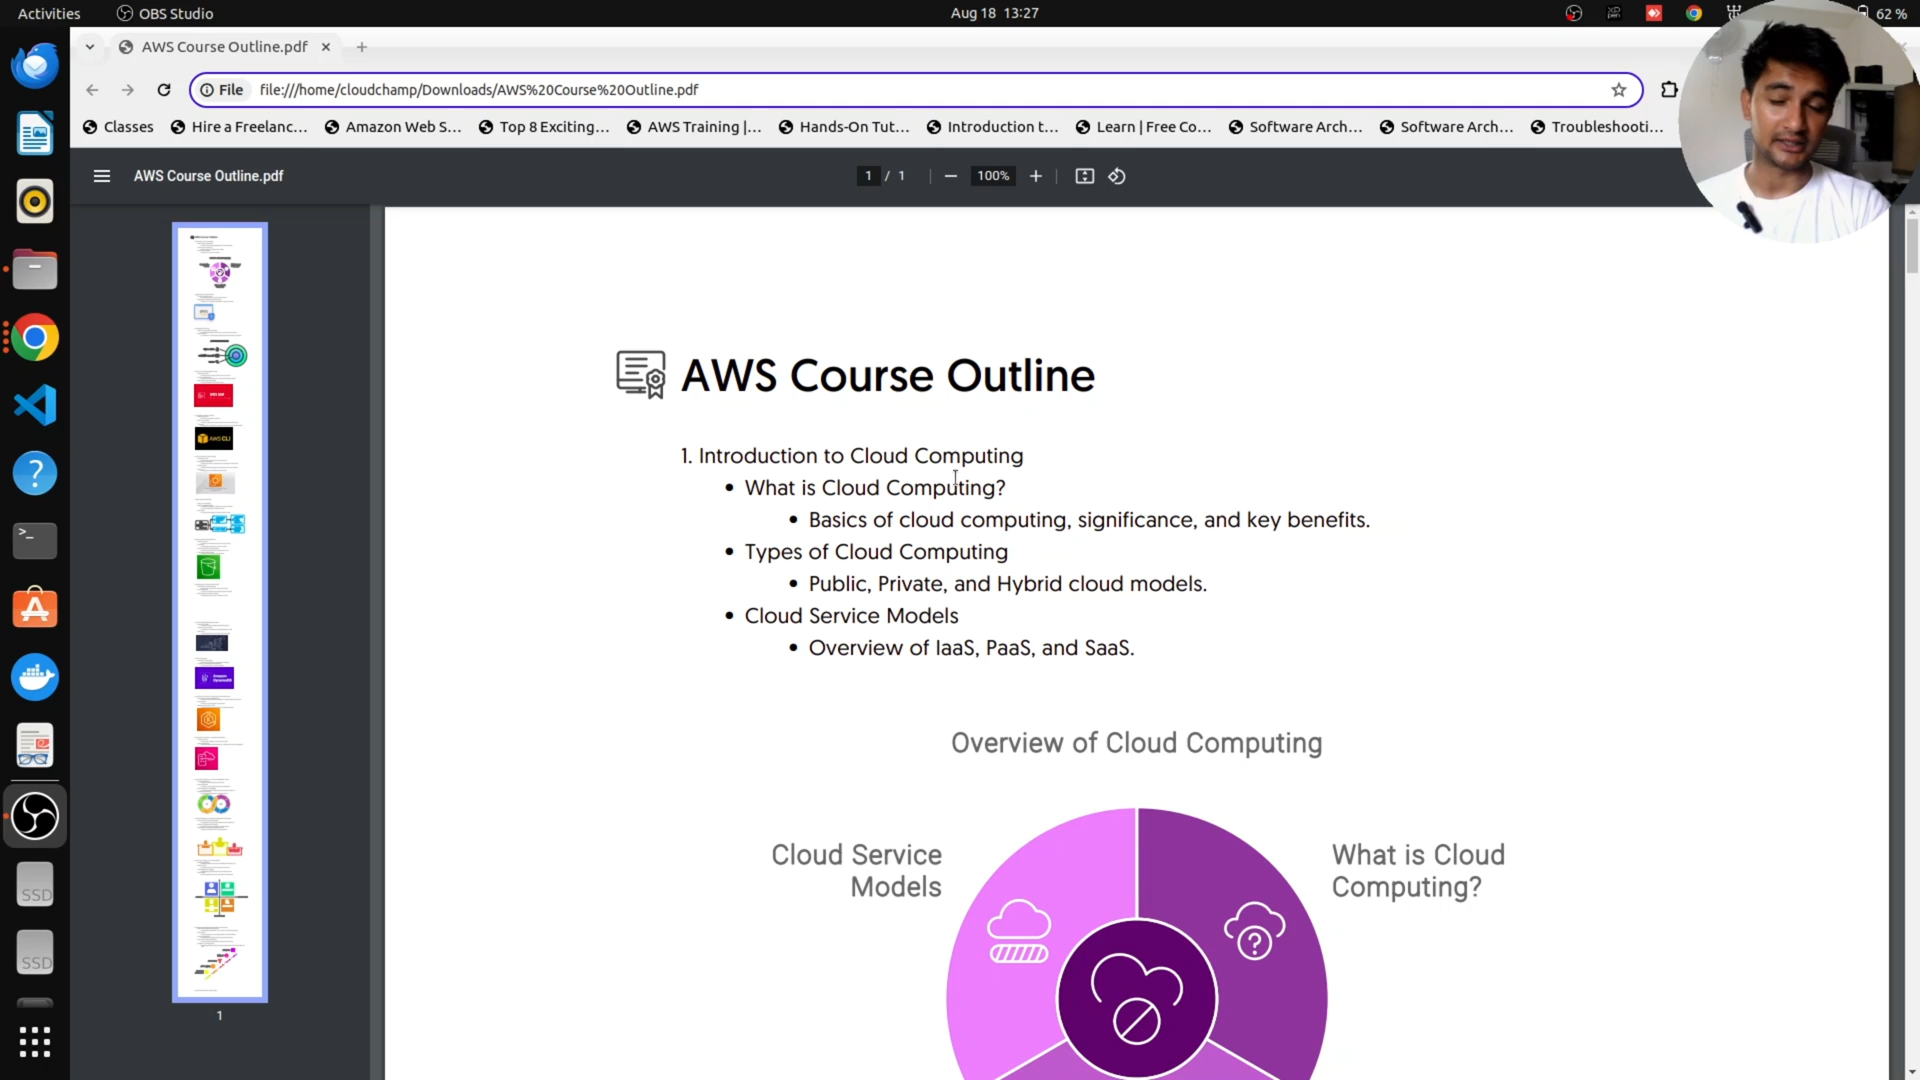 Activities
OBS Studio
Aug 18 13:27
62 %
AWS Course Outline.pdf
File
file:///home/cloudchamp/Downloads/AWS%20Course%20Outline.pdf
Classes
Hire a Freelanc…
Amazon Web S…
Top 8 Exciting…
AWS Training |…
Hands-On Tut…
Introduction t…
Learn | Free Co…
Software Arch…
Software Arch…
Troubleshooti…
AWS Course Outline.pdf
1 / 1
100%
AWS Course Outline
1. Introduction to Cloud Computing
• What is Cloud Computing?
• Basics of cloud computing, significance, and key benefits.
• Types of Cloud Computing
• Public, Private, and Hybrid cloud models.
• Cloud Service Models
• Overview of IaaS, PaaS, and SaaS.
Overview of Cloud Computing
Cloud Service
Models
What is Cloud
Computing?
AWS CLI
SSD
SSD
1